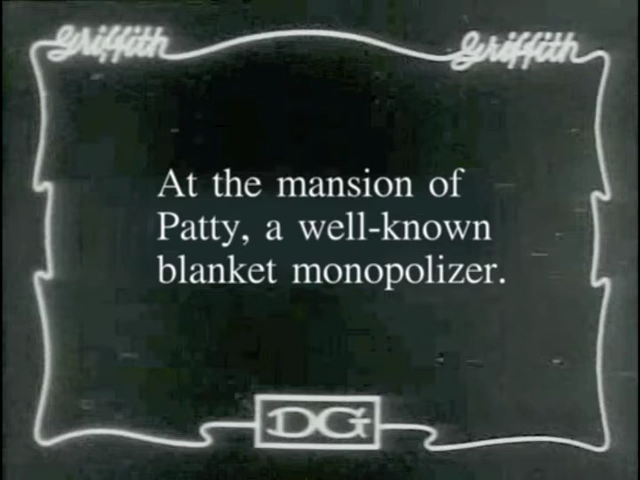 Griffith Griffith
At the mansion of
Patty, a well-known
blanket monopolizer.
DG